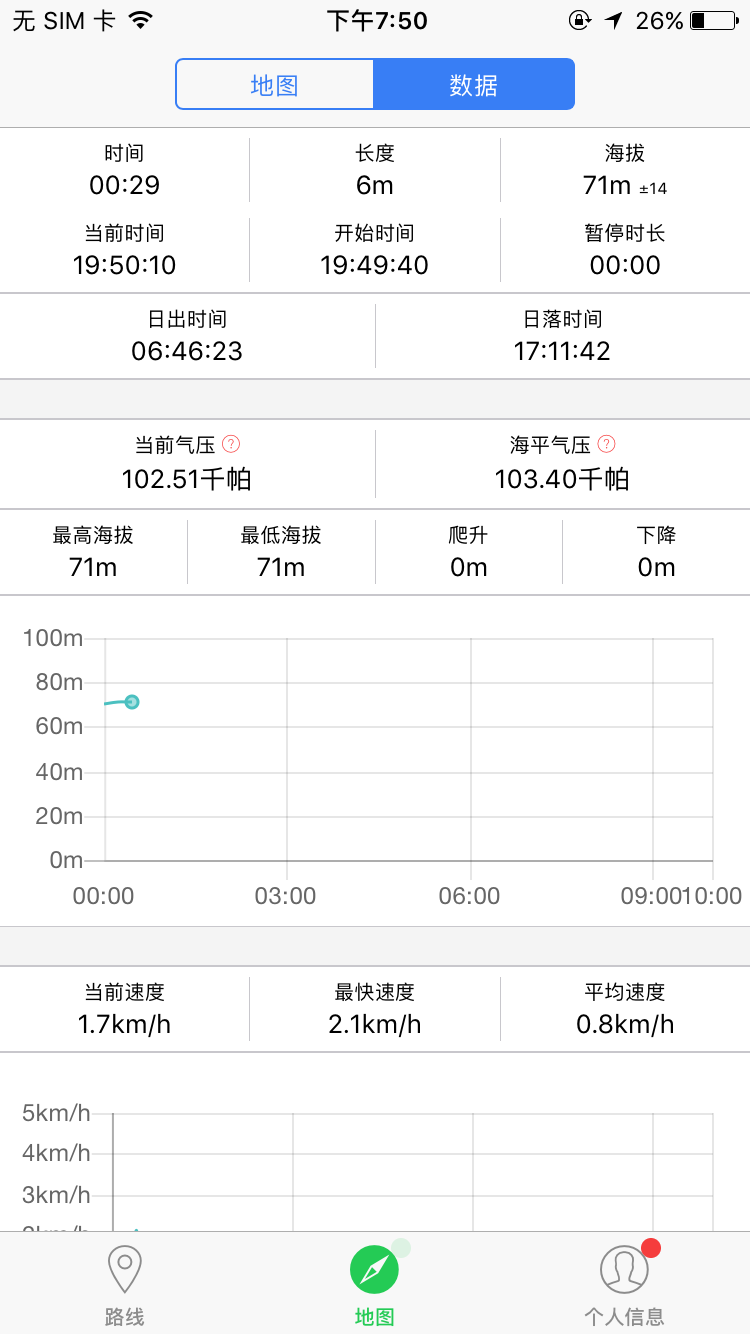 无 SIM 卡 下午7:50 26%
地图 数据
时间 长度 海拔
00:29 6m 71m ±14
当前时间 开始时间 暂停时长
19:50:10 19:49:40 00:00
日出时间 日落时间
06:46:23 17:11:42
当前气压 ? 海平气压 ?
102.51千帕 103.40千帕
最高海拔 最低海拔 爬升 下降
71m 71m 0m 0m
100m
80m
60m
40m
20m
0m
00:00 03:00 06:00 09:00 10:00
当前速度 最快速度 平均速度
1.7km/h 2.1km/h 0.8km/h
5km/h
4km/h
3km/h
路线 地图 个人信息